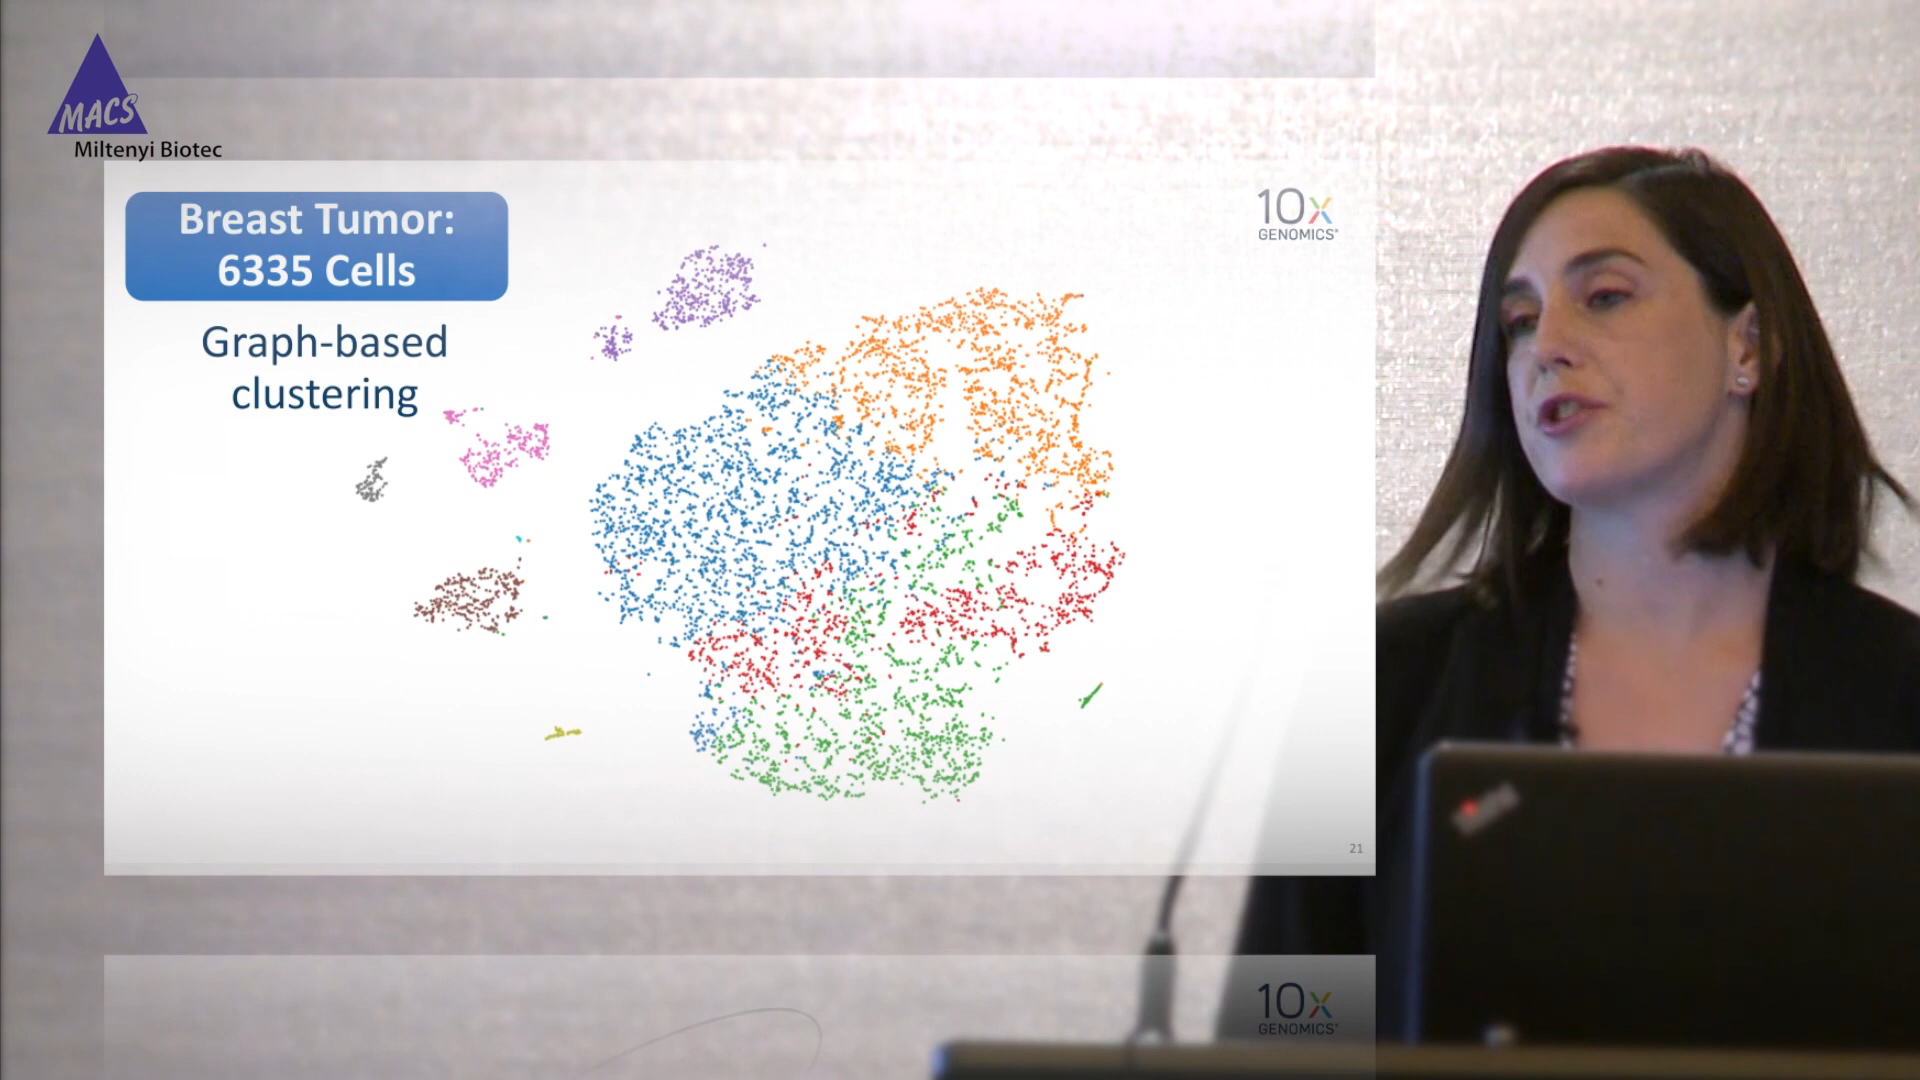 MACS
Miltenyi Biotec
Breast Tumor:
6335 Cells
10x
GENOMICS®
Graph-based
clustering
21
10x
GENOMICS®